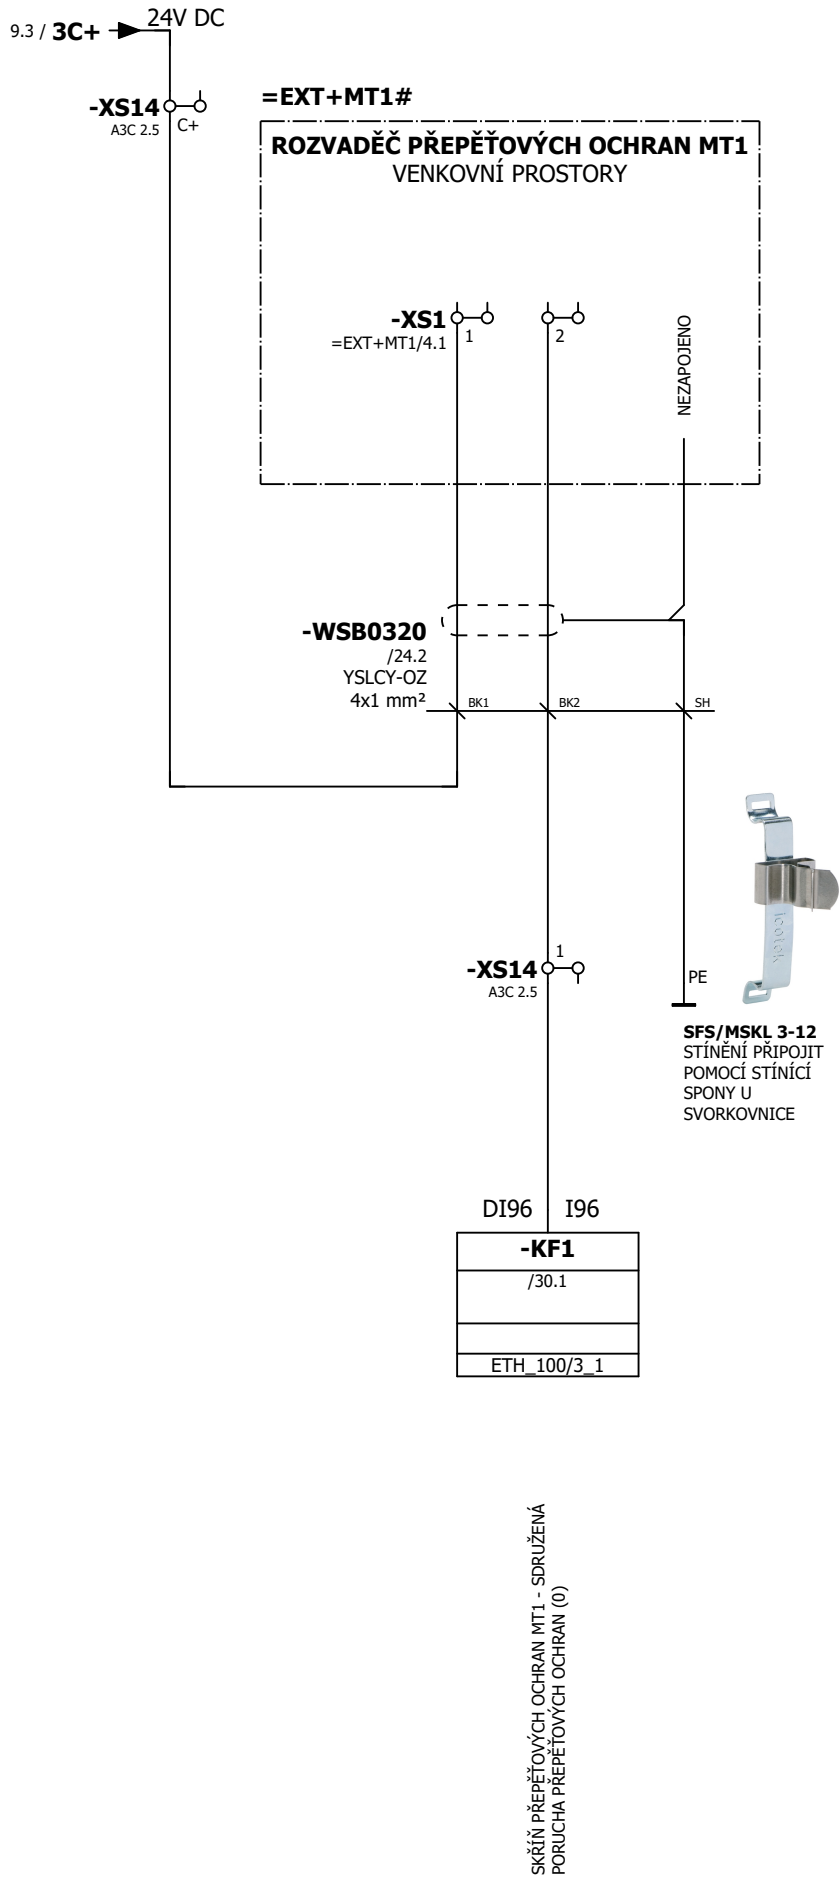 24V DC
9.3 / 3C+
-XS14
A3C 2.5
C+
=EXT+MT1#
ROZVADĚČ PŘEPĚŤOVÝCH OCHRAN MT1
VENKOVNÍ PROSTORY
-XS1
=EXT+MT1/4.1
1
2
NEZAPOJENO
-WSB0320
/24.2
YSLCY-OZ
4x1 mm²
BK1
BK2
SH
icotek
1
-XS14
A3C 2.5
PE
SFS/MSKL 3-12
STÍNĚNÍ PŘIPOJIT
POMOCÍ STÍNÍCÍ
SPONY U
SVORKOVNICE
DI96
I96
-KF1
/30.1
ETH_100/3_1
SKŘÍŇ PŘEPĚŤOVÝCH OCHRAN MT1 - SDRUŽENÁ
PORUCHA PŘEPĚŤOVÝCH OCHRAN (0)